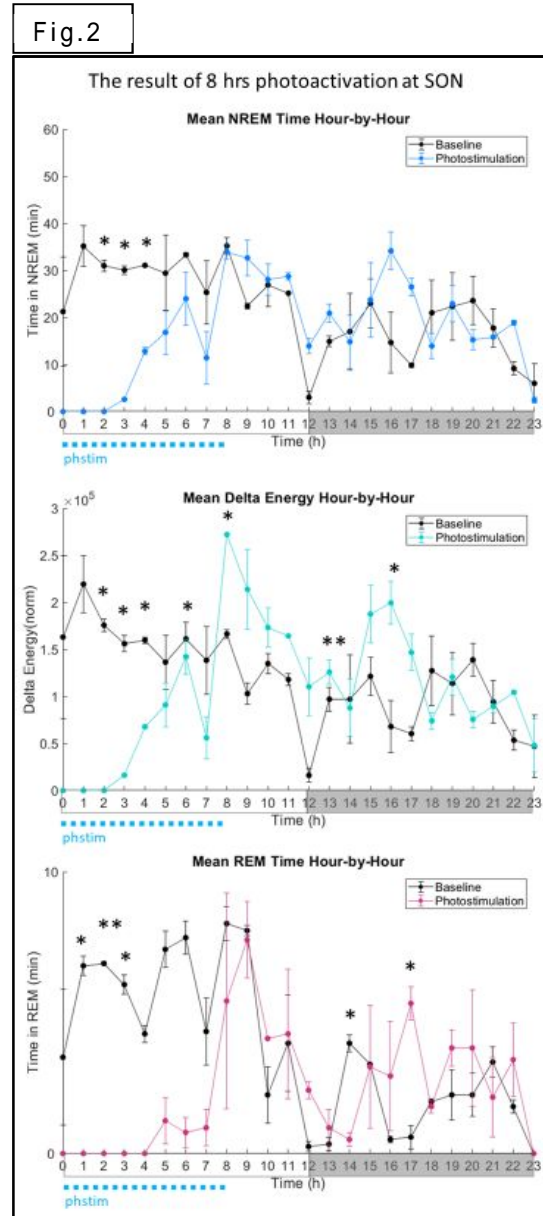 Fig.2
The result of 8 hrs photoactivation at SON
Mean NREM Time Hour-by-Hour
Baseline
Photostimulation
* * *
60
50
40
30
20
10
0
Time in NREM (min)
0 1 2 3 4 5 6 7 8 9 10 11 12 13 14 15 16 17 18 19 20 21 22 23
Time (h)
phstim
×10⁵
Mean Delta Energy Hour-by-Hour
Baseline
Photostimulation
* * * * * ** *
3
2.5
2
1.5
1
0.5
0
Delta Energy(norm)
0 1 2 3 4 5 6 7 8 9 10 11 12 13 14 15 16 17 18 19 20 21 22 23
Time (h)
phstim
Mean REM Time Hour-by-Hour
Baseline
Photostimulation
* ** * * *
10
0
Time in REM (min)
0 1 2 3 4 5 6 7 8 9 10 11 12 13 14 15 16 17 18 19 20 21 22 23
Time (h)
phstim